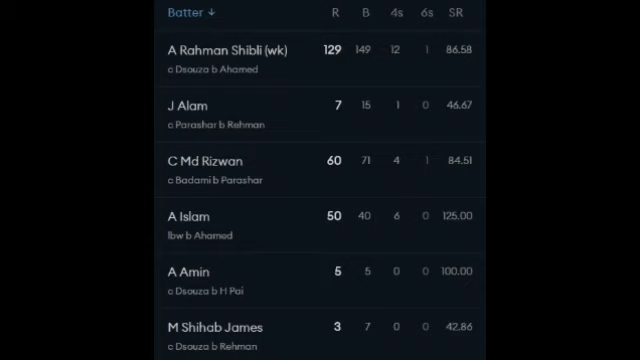 Batter ↓ R B 4s 6s SR
A Rahman Shibli (wk) 129 149 12 1 86.58
c Dsouza b Ahamed
J Alam 7 15 1 0 46.67
c Parashar b Rehman
C Md Rizwan 60 71 4 1 84.51
c Badami b Parashar
A Islam 50 40 6 0 125.00
lbw b Ahamed
A Amin 5 5 0 0 100.00
c Dsouza b H Pai
M Shihab James 3 7 0 0 42.86
c Dsouza b Rehman